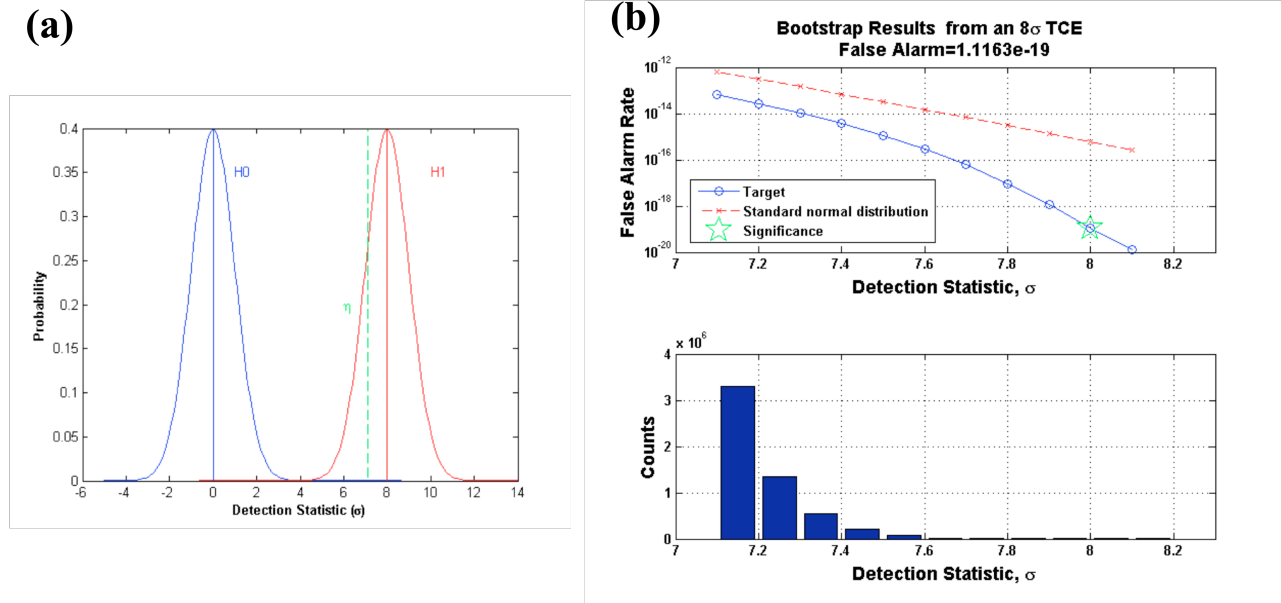 (a)
0.4
0.35
0.3
0.25
0.2
0.15
0.1
0.05
0
H0
H1
η
-6 -4 -2 0 2 4 6 8 10 12 14
Probability
Detection Statistic (σ)
(b)
Bootstrap Results from an 8σ TCE
False Alarm=1.1163e-19
10^-12
10^-14
10^-16
10^-18
10^-20
False Alarm Rate
Target
Standard normal distribution
Significance
7 7.2 7.4 7.6 7.8 8 8.2
Detection Statistic, σ
x 10^6
4
3
2
1
0
Counts
7 7.2 7.4 7.6 7.8 8 8.2
Detection Statistic, σ